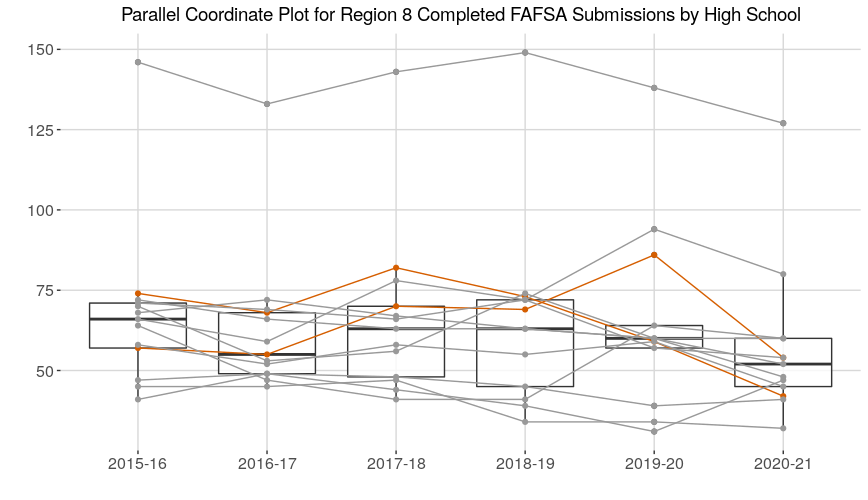 Parallel Coordinate Plot for Region 8 Completed FAFSA Submissions by High School
150
125
100
75
50
2015-16 2016-17 2017-18 2018-19 2019-20 2020-21